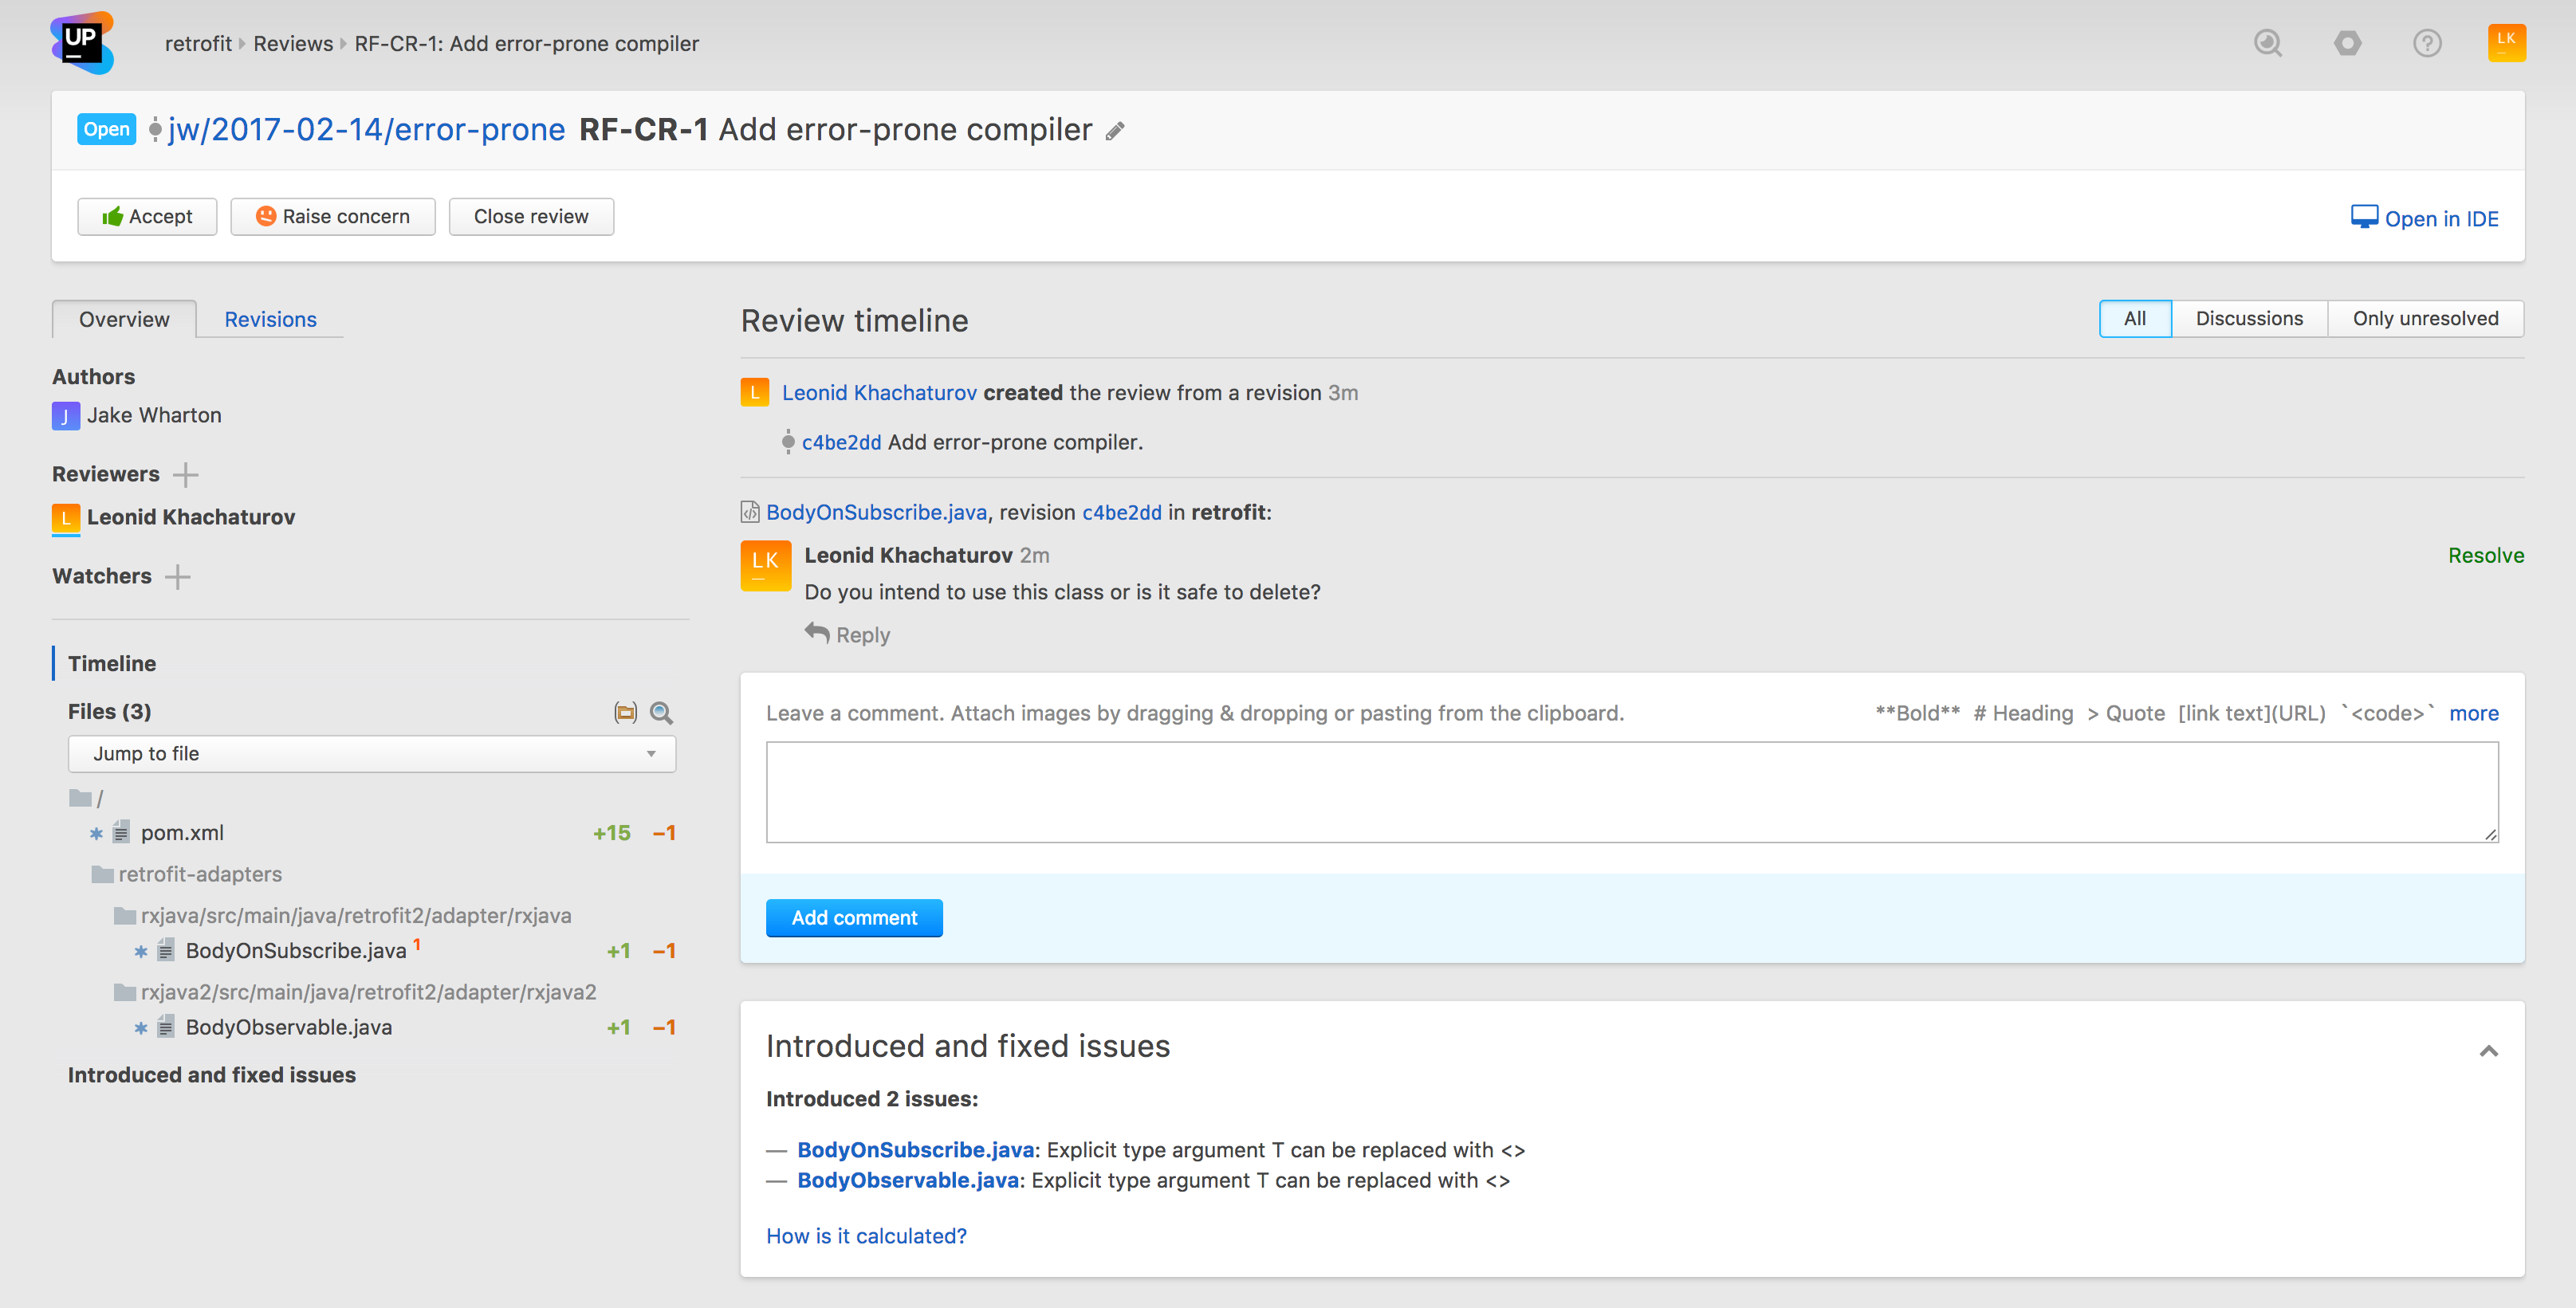 UP
retrofit Reviews RF-CR-1: Add error-prone compiler
LK
Open jw/2017-02-14/error-prone RF-CR-1 Add error-prone compiler
Accept Raise concern Close review
Open in IDE
Overview Revisions
Authors
J Jake Wharton
Reviewers
L Leonid Khachaturov
Watchers
Timeline
Files (3)
Jump to file
/
pom.xml +15 −1
retrofit-adapters
rxjava/src/main/java/retrofit2/adapter/rxjava
BodyOnSubscribe.java 1 +1 −1
rxjava2/src/main/java/retrofit2/adapter/rxjava2
BodyObservable.java +1 −1
Introduced and fixed issues
Review timeline
All Discussions Only unresolved
L Leonid Khachaturov created the review from a revision 3m
c4be2dd Add error-prone compiler.
BodyOnSubscribe.java, revision c4be2dd in retrofit:
LK Leonid Khachaturov 2m
Resolve
Do you intend to use this class or is it safe to delete?
Reply
Leave a comment. Attach images by dragging & dropping or pasting from the clipboard. **Bold** # Heading > Quote [link text](URL) `<code>` more
Add comment
Introduced and fixed issues
Introduced 2 issues:
— BodyOnSubscribe.java: Explicit type argument T can be replaced with <>
— BodyObservable.java: Explicit type argument T can be replaced with <>
How is it calculated?